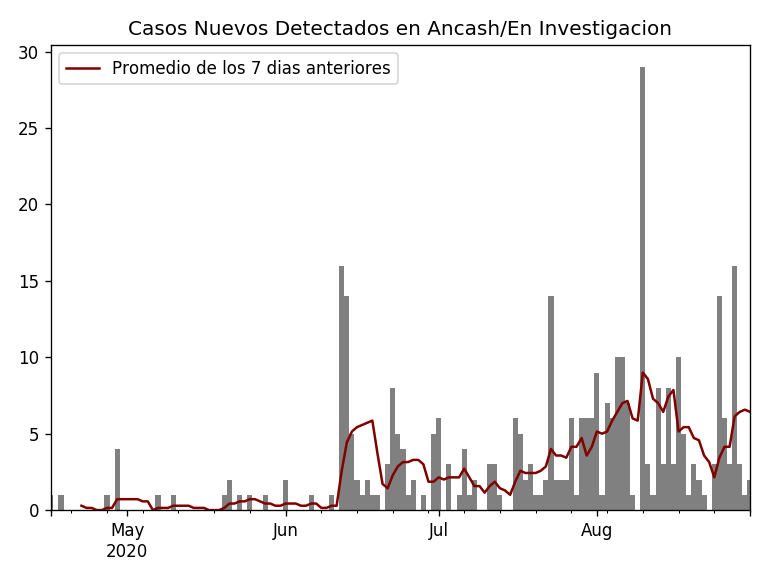 Casos Nuevos Detectados en Ancash/En Investigacion
Promedio de los 7 dias anteriores
30
25
20
15
10
5
0
May
2020
Jun
Jul
Aug